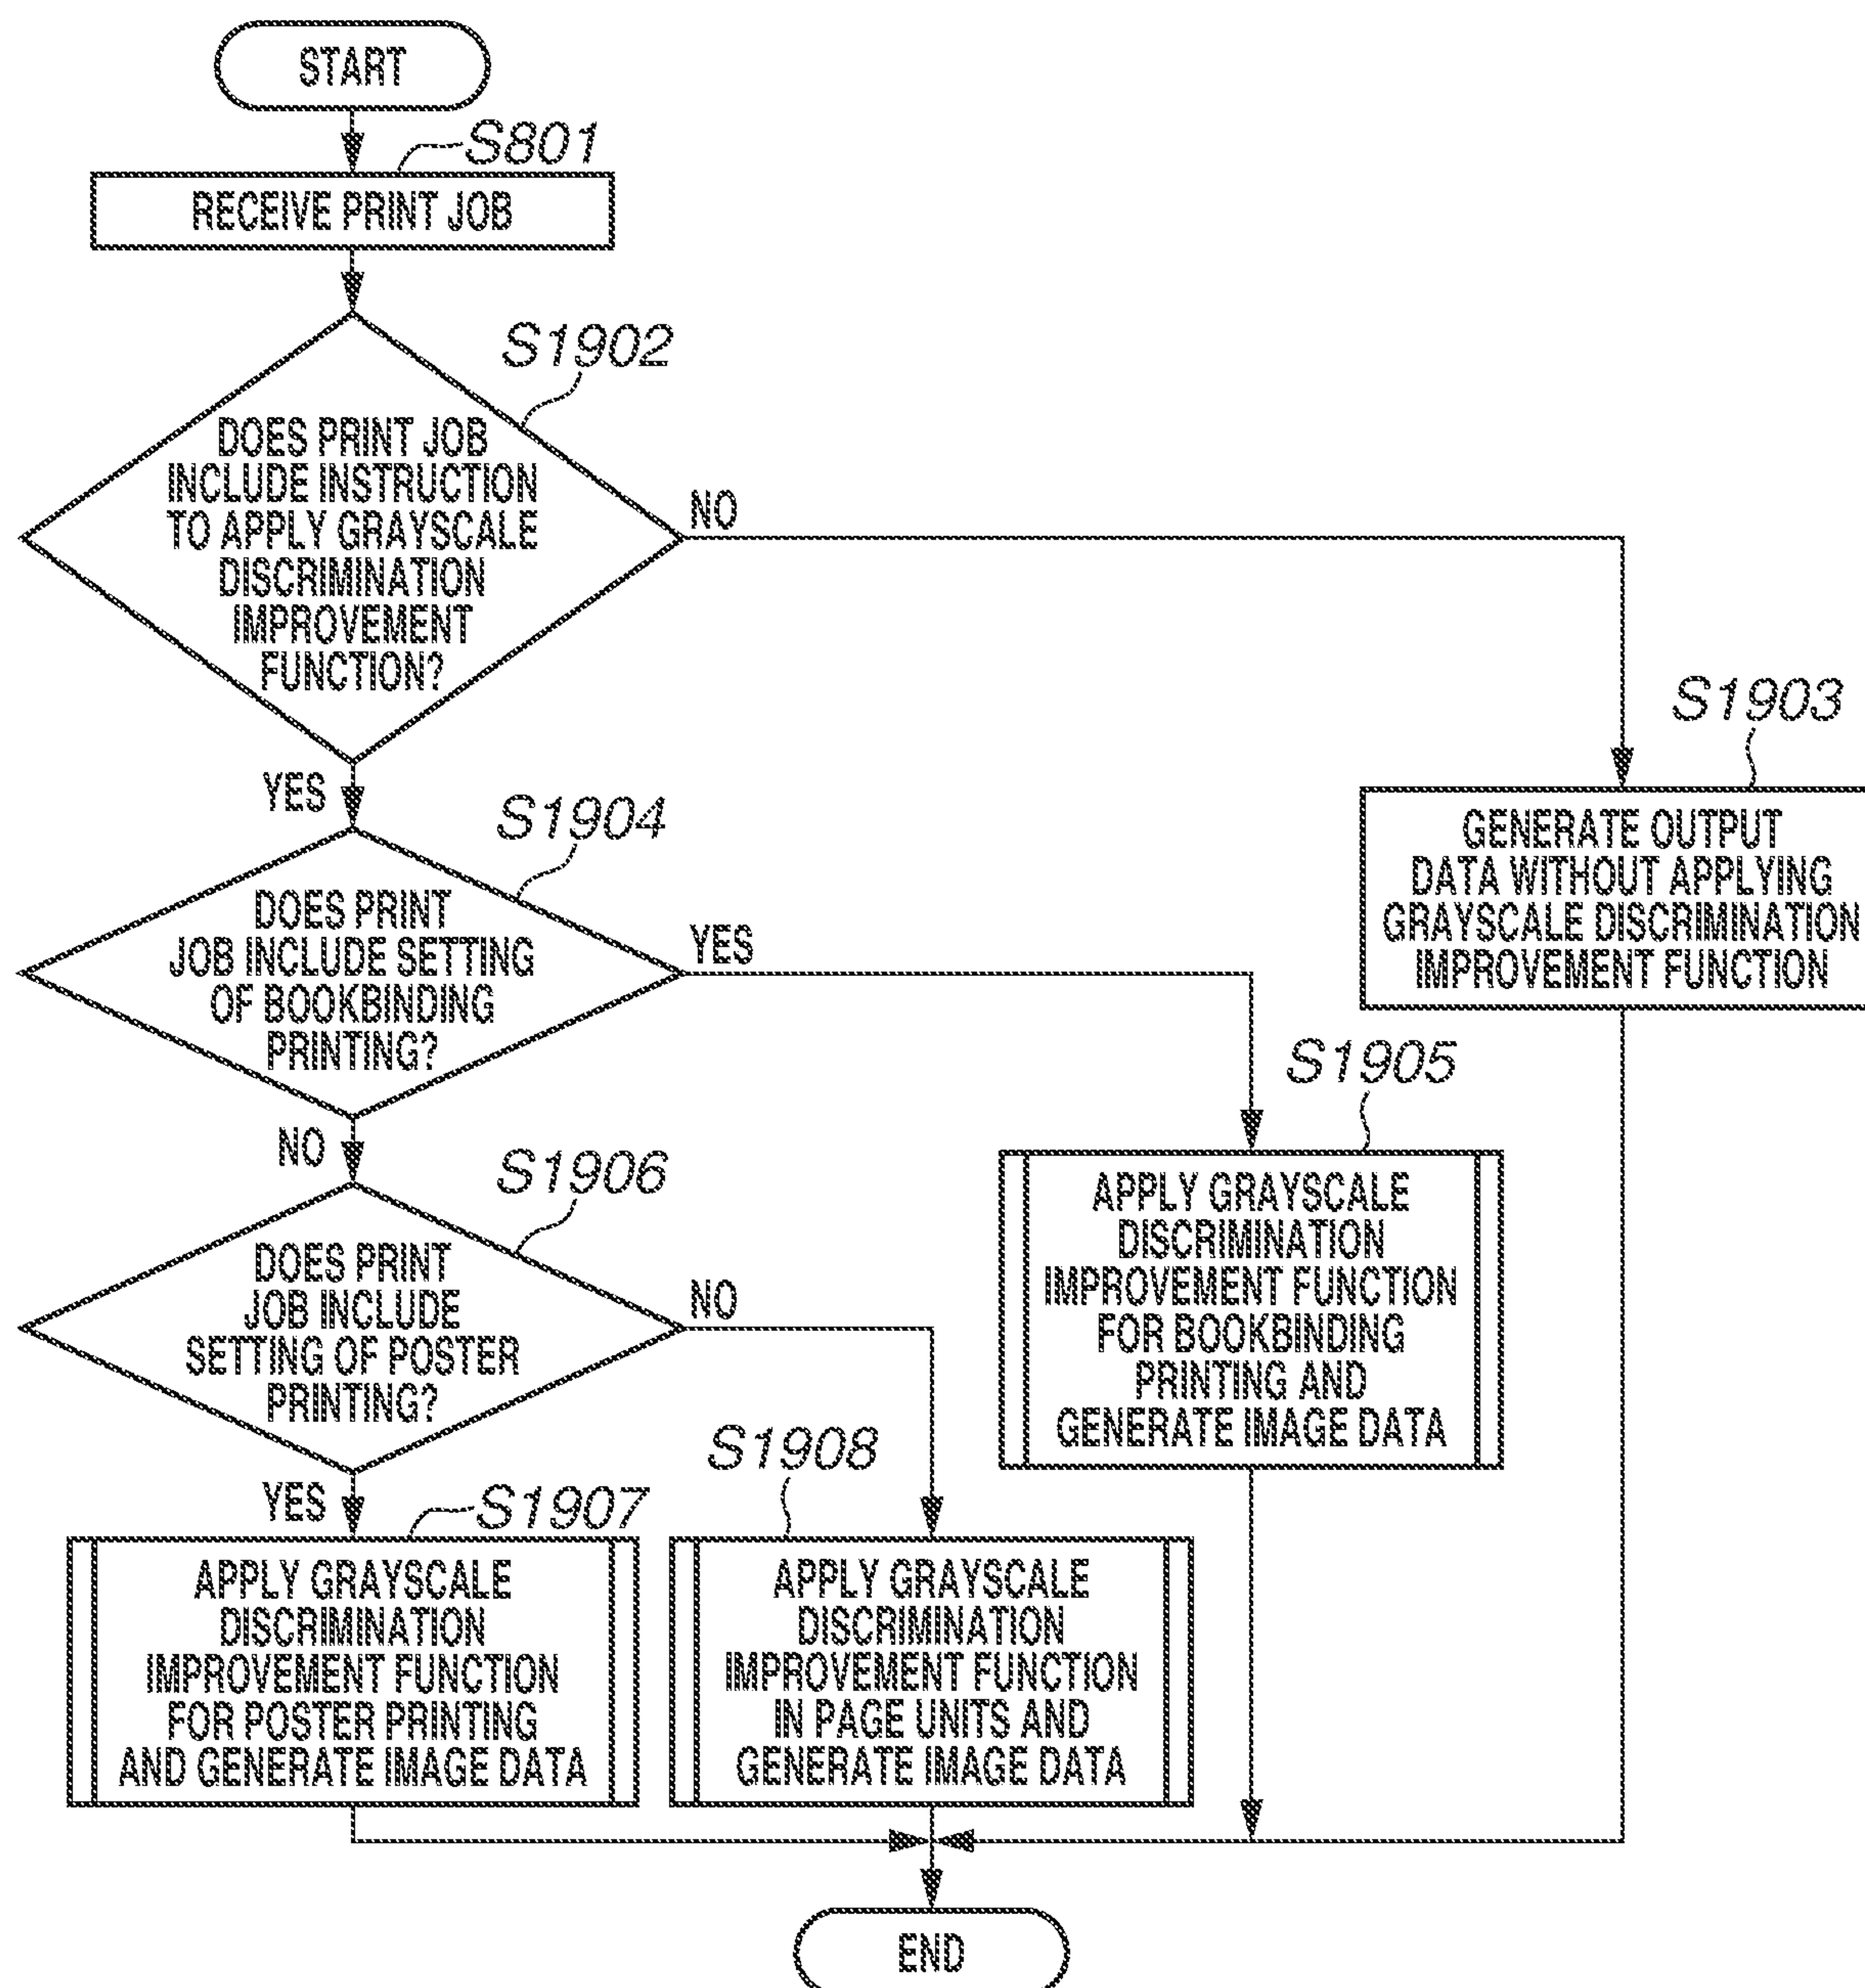 START
S801
RECEIVE PRINT JOB
S1902
DOES PRINT JOB
INCLUDE INSTRUCTION
TO APPLY GRAYSCALE
DISCRIMINATION
IMPROVEMENT
FUNCTION?
NO
YES
S1903
GENERATE OUTPUT
DATA WITHOUT APPLYING
GRAYSCALE DISCRIMINATION
IMPROVEMENT FUNCTION
S1904
DOES PRINT
JOB INCLUDE SETTING
OF BOOKBINDING
PRINTING?
YES
NO
S1905
APPLY GRAYSCALE
DISCRIMINATION
IMPROVEMENT FUNCTION
FOR BOOKBINDING
PRINTING AND
GENERATE IMAGE DATA
S1906
DOES PRINT
JOB INCLUDE
SETTING OF POSTER
PRINTING?
NO
YES
S1907
APPLY GRAYSCALE
DISCRIMINATION
IMPROVEMENT FUNCTION
FOR POSTER PRINTING
AND GENERATE IMAGE DATA
S1908
APPLY GRAYSCALE
DISCRIMINATION
IMPROVEMENT FUNCTION
IN PAGE UNITS AND
GENERATE IMAGE DATA
END